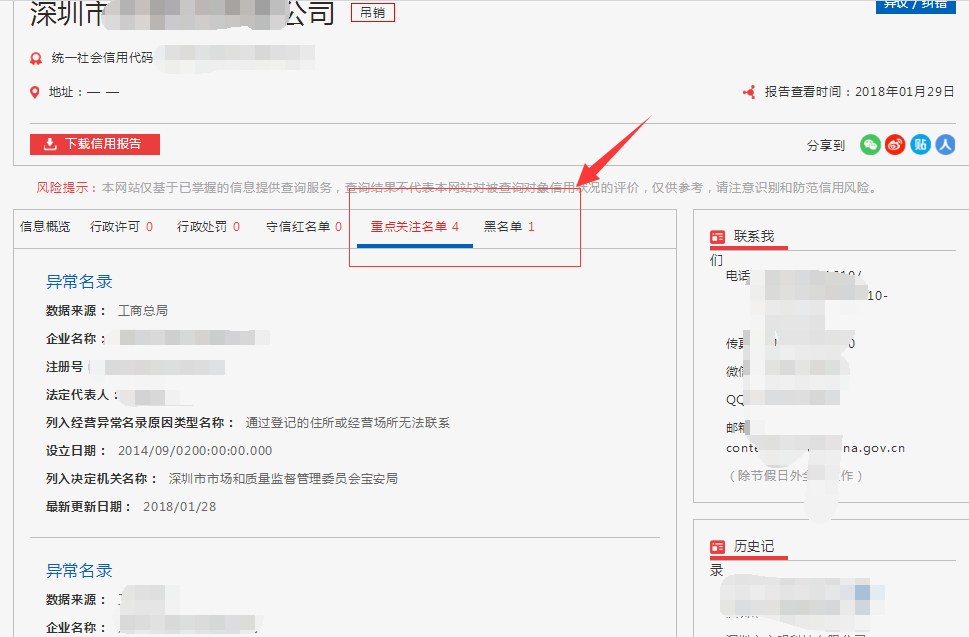 深圳市 公司 吊销
异议 / 纠错
统一社会信用代码
地址：— —
报告查看时间：2018年01月29日
下载信用报告
分享到 贴 人
风险提示：本网站仅基于已掌握的信息提供查询服务，查询结果不代表本网站对被查询对象信用状况的评价，仅供参考，请注意识别和防范信用风险。
信息概览 行政许可 0 行政处罚 0 守信红名单 0 重点关注名单 4 黑名单 1
异常名录
数据来源： 工商总局
企业名称：
注册号
法定代表人：
列入经营异常名录原因类型名称： 通过登记的住所或经营场所无法联系
设立日期： 2014/09/0200:00:00.000
列入决定机关名称： 深圳市市场和质量监督管理委员会宝安局
最新更新日期： 2018/01/28
异常名录
数据来源：
企业名称：
联系我
们
电话
10-
传真
0
微信
QQ
邮箱
conte na.gov.cn
（除节假日外全 作）
历史记
录